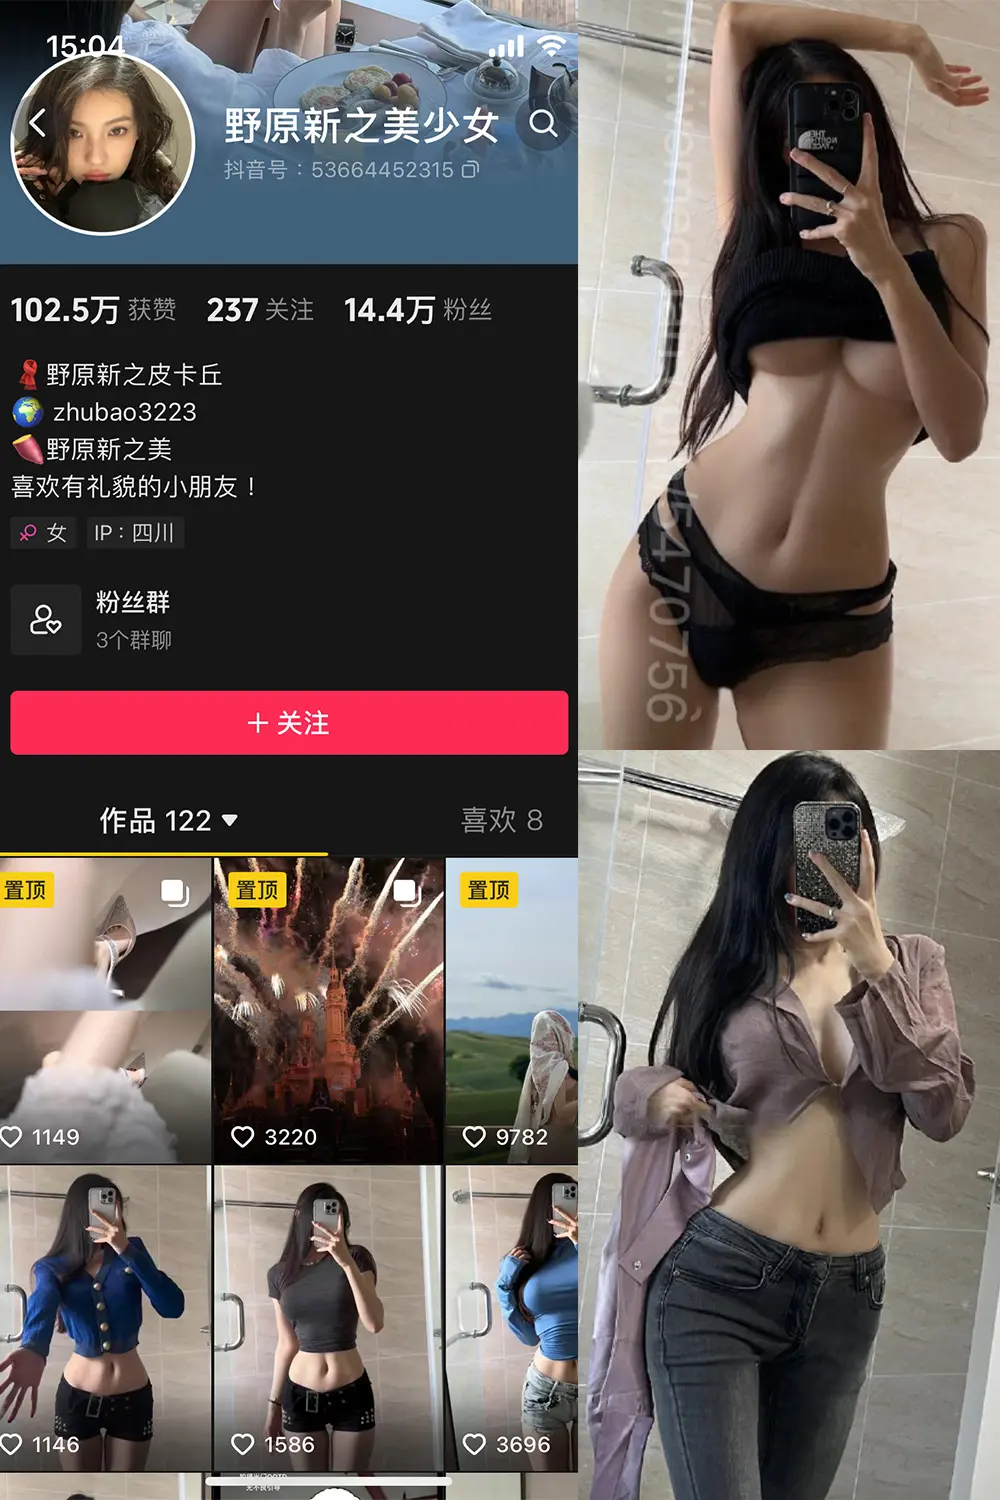 15:04
野原新之美少女
抖音号：53664452315
102.5万 获赞 237 关注 14.4万 粉丝
野原新之皮卡丘
zhubao3223
野原新之美
喜欢有礼貌的小朋友！
女 IP：四川
粉丝群
3个群聊
+ 关注
作品 122 喜欢 8
置顶 置顶 置顶
1149 3220 9782
1146 1586 3696
THE
NORTH
FACE